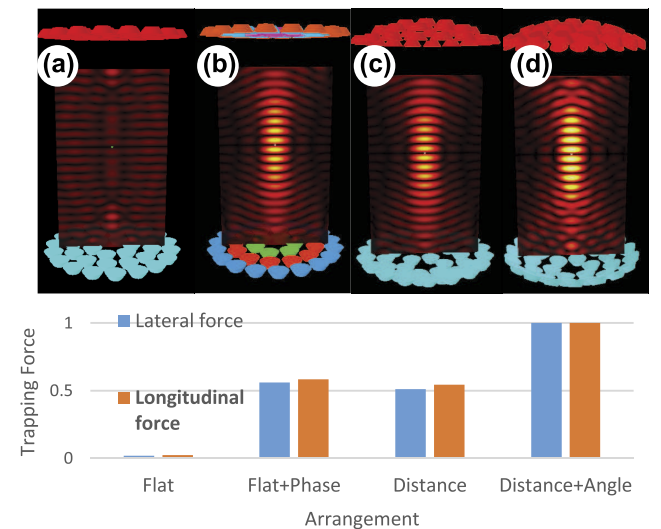 (a)
(b)
(c)
(d)
1
Lateral force
Longitudinal
force
0.5
0
Trapping Force
Flat
Flat+Phase
Distance
Distance+Angle
Arrangement